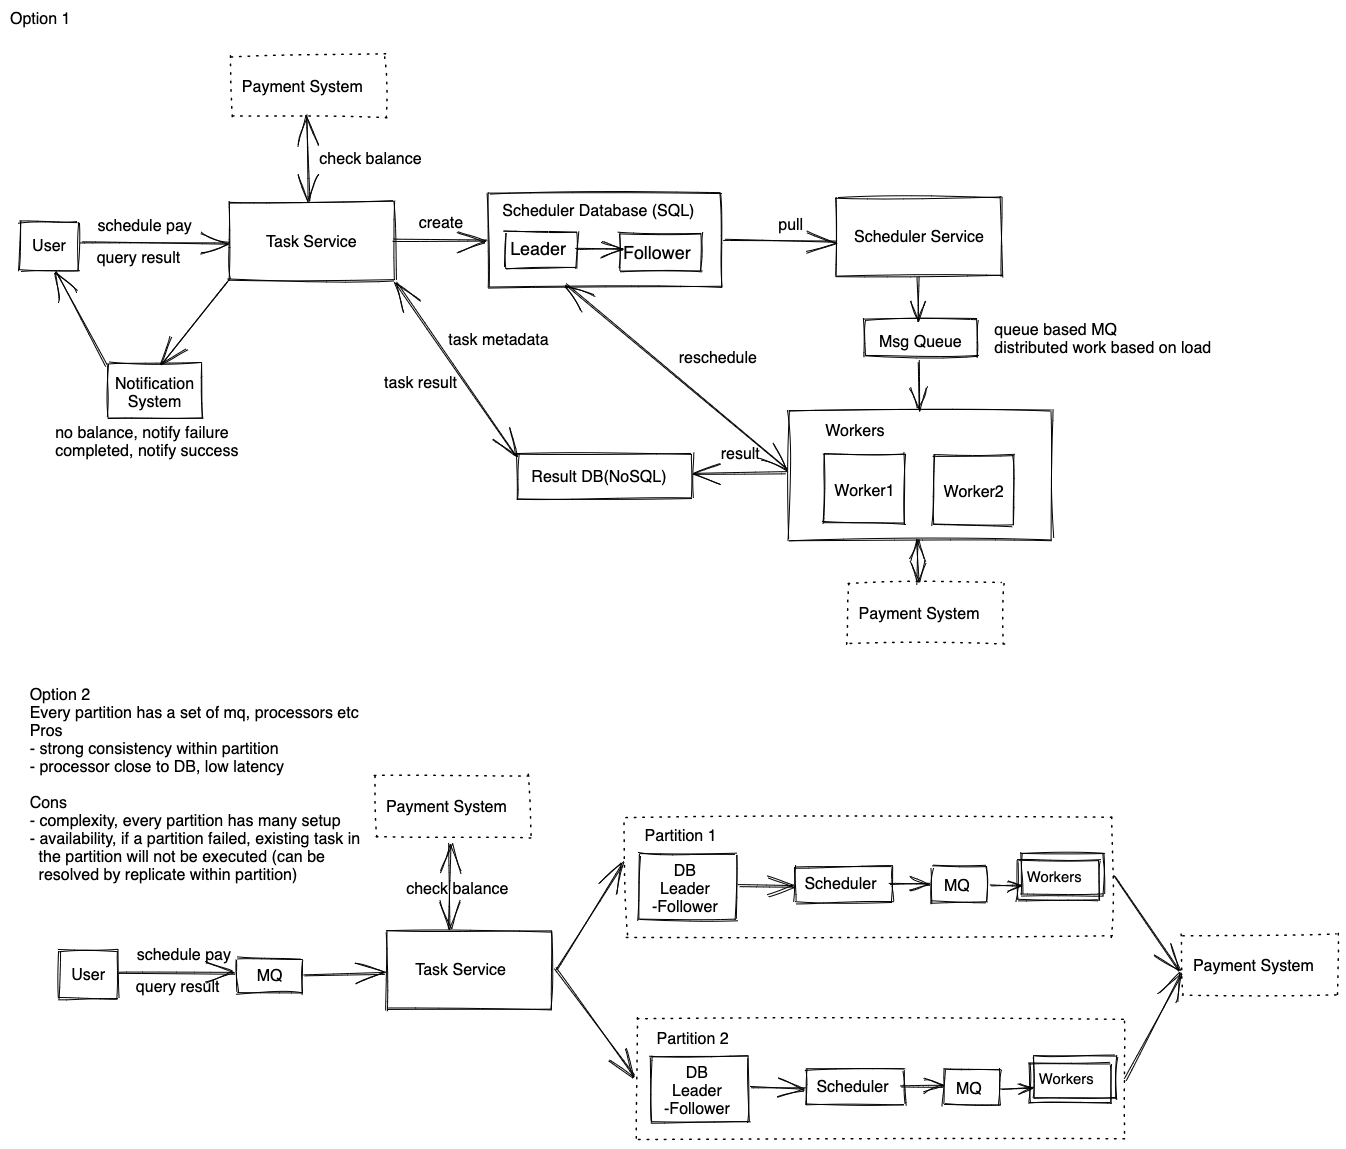 Option 1
Payment System
check balance
User
schedule pay
query result
Task Service
create
Scheduler Database (SQL)
Leader
Follower
pull
Scheduler Service
Msg Queue
queue based MQ
distributed work based on load
task metadata
task result
reschedule
Notification
System
no balance, notify failure
completed, notify success
Result DB(NoSQL)
result
Workers
Worker1
Worker2
Payment System
Option 2
Every partition has a set of mq, processors etc
Pros
- strong consistency within partition
- processor close to DB, low latency
Cons
- complexity, every partition has many setup
- availability, if a partition failed, existing task in
the partition will not be executed (can be
resolved by replicate within partition)
Payment System
check balance
User
schedule pay
query result
MQ
Task Service
Partition 1
DB
Leader
-Follower
Scheduler
MQ
Workers
Payment System
Partition 2
DB
Leader
-Follower
Scheduler
MQ
Workers